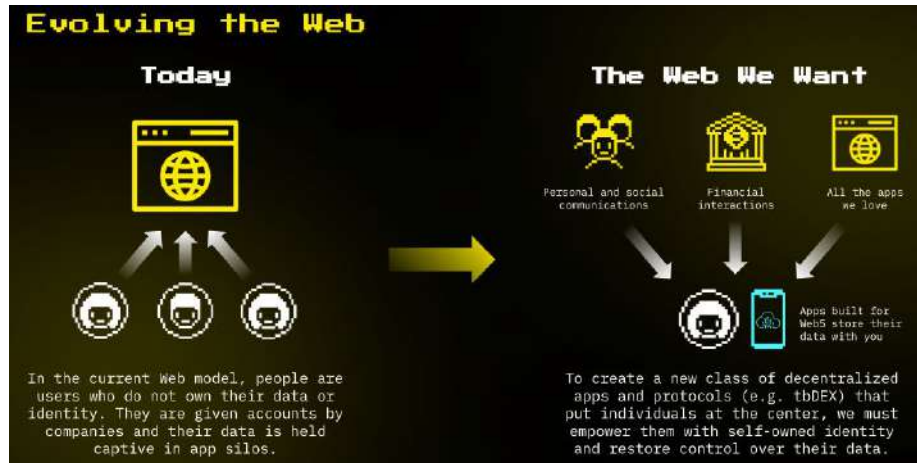 Evolving the Web
Today
In the current Web model, people are
users who do not own their data or
identity. They are given accounts by
companies and their data is held
captive in app silos.
The Web We Want
Personal and social
communications
Financial
interactions
All the apps
we love
Apps built for
Web5 store their
data with you
To create a new class of decentralized
apps and protocols (e.g. tbDEX) that
put individuals at the center, we must
empower them with self-owned identity
and restore control over their data.